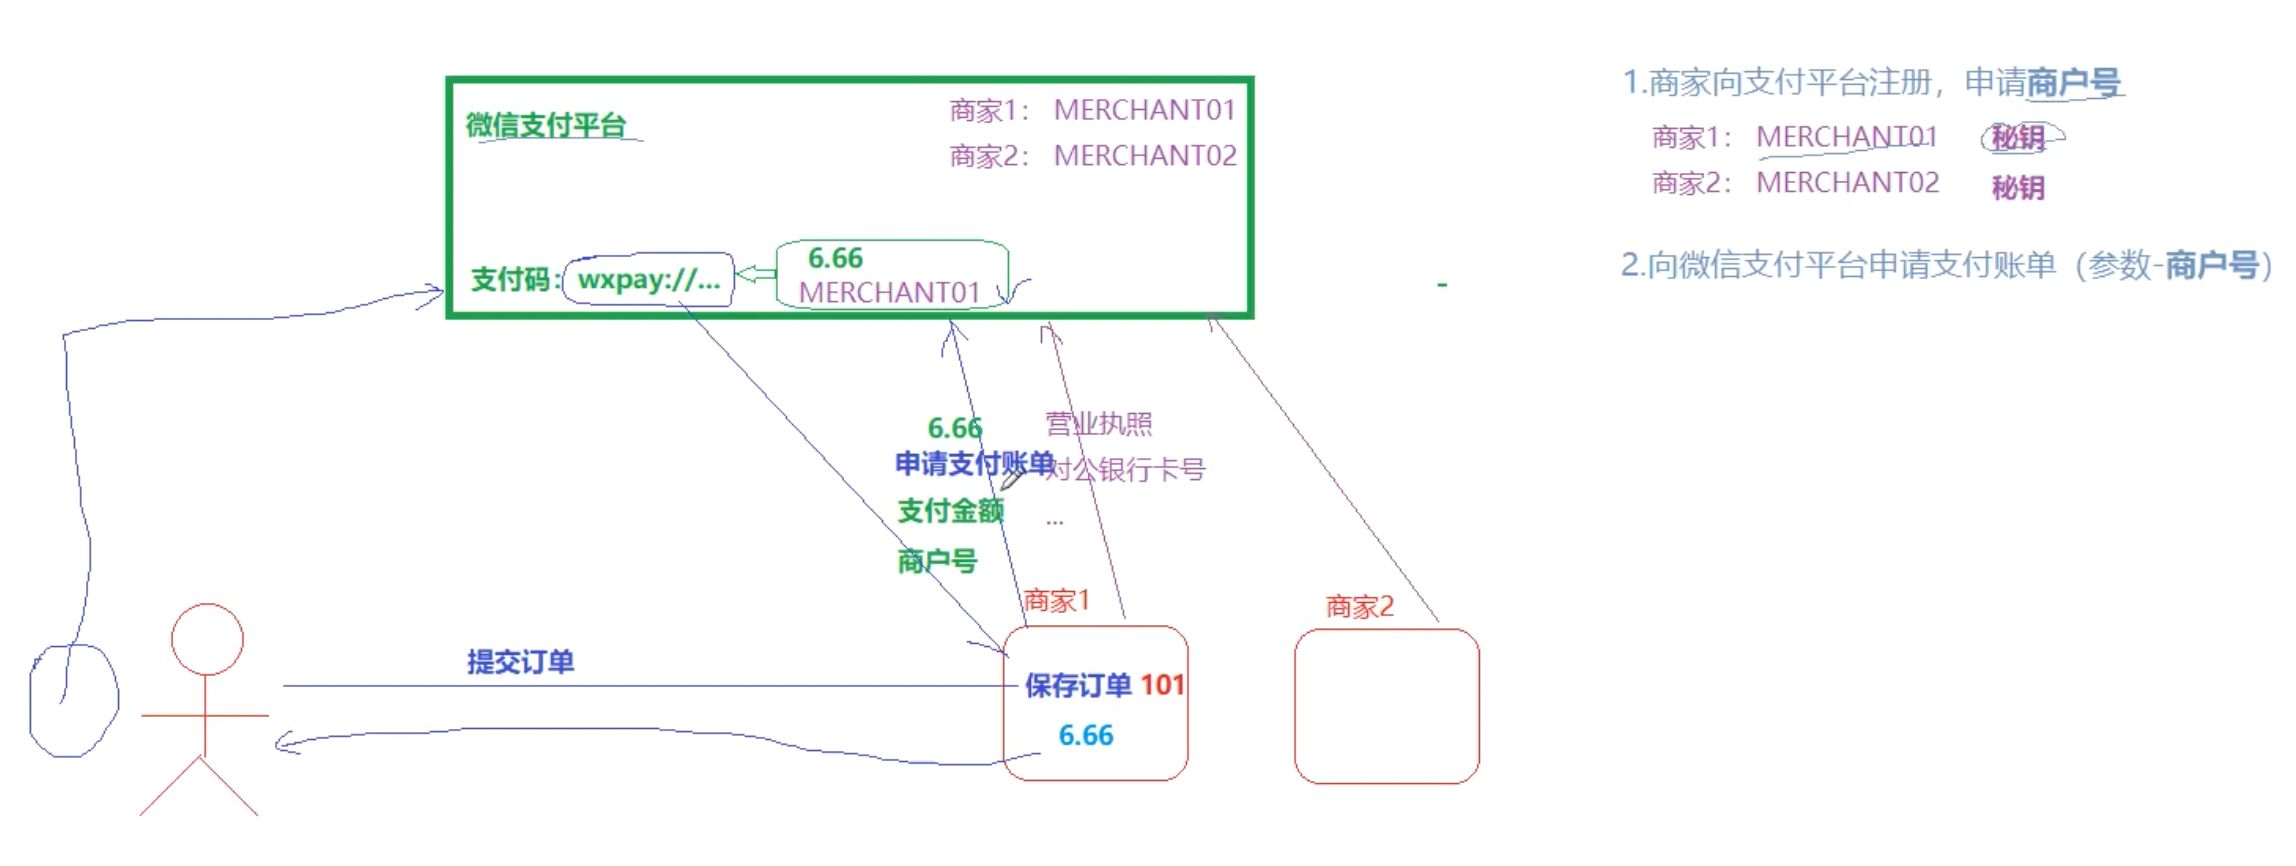 微信支付平台
商家1： MERCHANT01
商家2： MERCHANT02
支付码：wxpay://...
6.66
MERCHANT01
6.66
申请支付账单
支付金额
商户号
营业执照
对公银行卡号
...
商家1
商家2
提交订单
保存订单 101
6.66
1.商家向支付平台注册，申请商户号
商家1： MERCHANT01 秘钥
商家2： MERCHANT02 秘钥
2.向微信支付平台申请支付账单（参数-商户号）
-